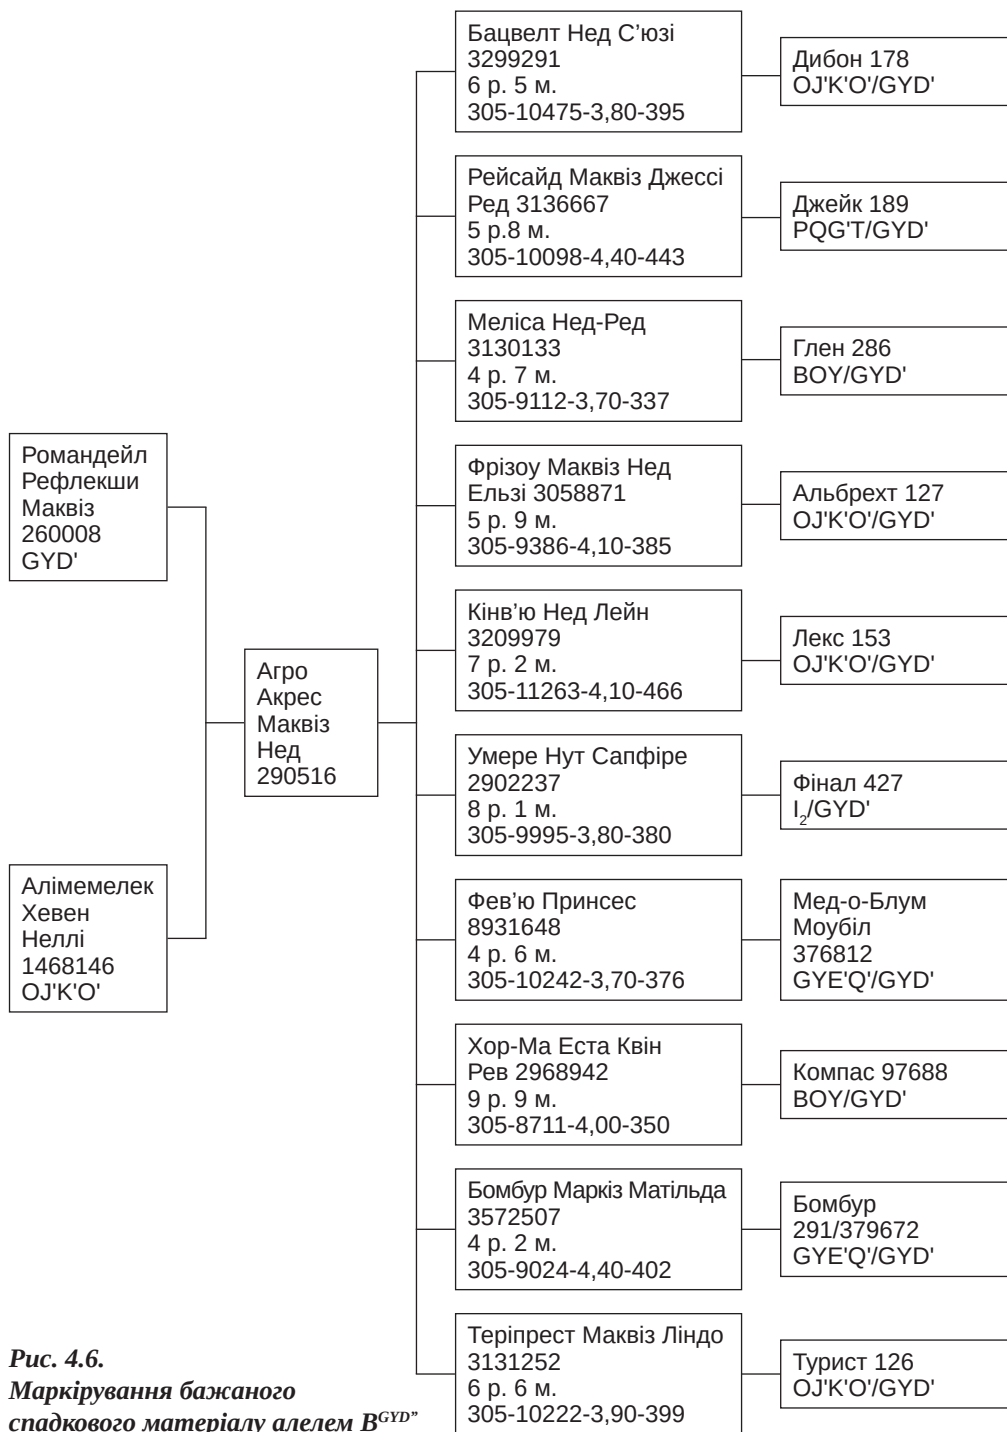 Романдейл
Рефлекши
Маквіз
260008
GYD'
Алімемелек
Хевен
Неллі
1468146
OJ'K'O'
Агро
Акрес
Маквіз
Нед
290516
Бацвелт Нед С’юзі
3299291
6 р. 5 м.
305-10475-3,80-395
Дибон 178
OJ'K'O'/GYD'
Рейсайд Маквіз Джессі
Ред 3136667
5 р.8 м.
305-10098-4,40-443
Джейк 189
PQG'T/GYD'
Меліса Нед-Ред
3130133
4 р. 7 м.
305-9112-3,70-337
Глен 286
BOY/GYD'
Фрізоу Маквіз Нед
Ельзі 3058871
5 р. 9 м.
305-9386-4,10-385
Альбрехт 127
OJ'K'O'/GYD'
Кінв’ю Нед Лейн
3209979
7 р. 2 м.
305-11263-4,10-466
Лекс 153
OJ'K'O'/GYD'
Умере Нут Сапфіре
2902237
8 р. 1 м.
305-9995-3,80-380
Фінал 427
I₂/GYD'
Фев’ю Принсес
8931648
4 р. 6 м.
305-10242-3,70-376
Мед-о-Блум
Моубіл
376812
GYE'Q'/GYD'
Хор-Ма Еста Квін
Рев 2968942
9 р. 9 м.
305-8711-4,00-350
Компас 97688
BOY/GYD'
Бомбур Маркіз Матільда
3572507
4 р. 2 м.
305-9024-4,40-402
Бомбур
291/379672
GYE'Q'/GYD'
Теріпрест Маквіз Ліндо
3131252
6 р. 6 м.
305-10222-3,90-399
Турист 126
OJ'K'O'/GYD'
Рис. 4.6.
Маркірування бажаного
спадкового матеріалу алелем B^GYD”